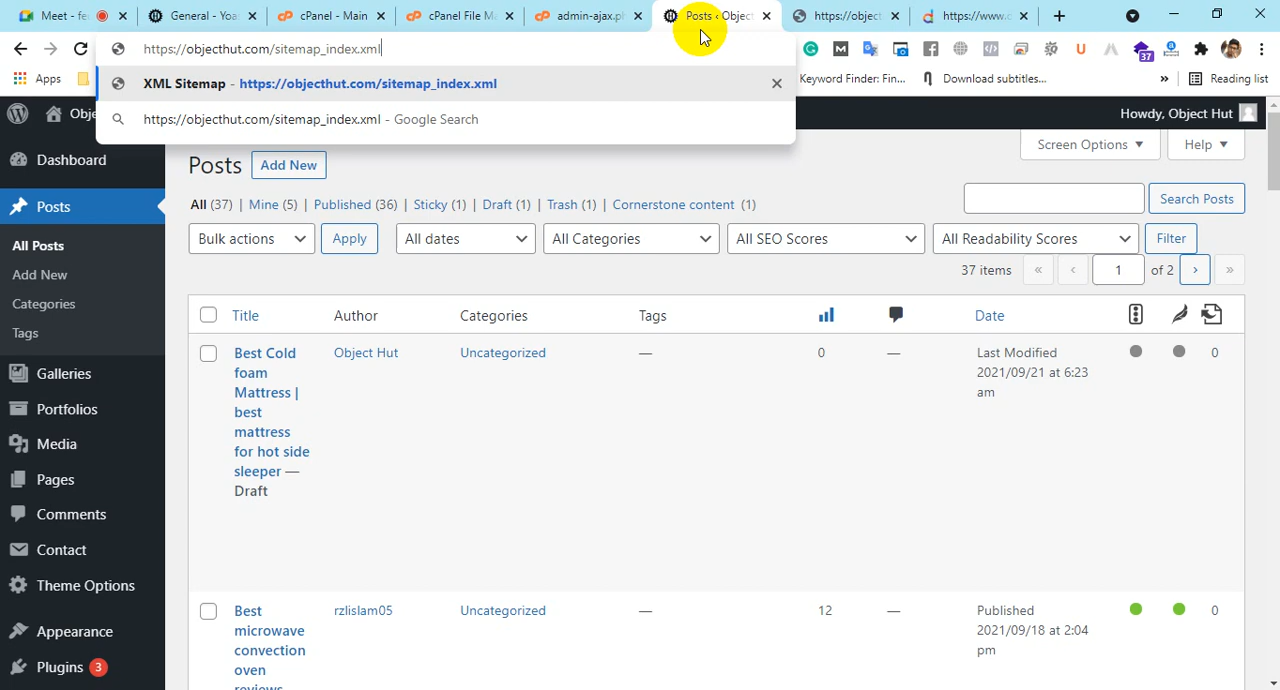 Meet - fe
General - Yoa
cPanel - Main
cPanel File M
admin-ajax.ph
Posts ‹ Object
https://object
https://www.c
https://objecthut.com/sitemap_index.xml
37
Apps
Keyword Finder: Fin...
Download subtitles...
»
Reading list
XML Sitemap - https://objecthut.com/sitemap_index.xml
https://objecthut.com/sitemap_index.xml - Google Search
Obje
Howdy, Object Hut
Screen Options
Help
Dashboard
Posts
All Posts
Add New
Categories
Tags
Galleries
Portfolios
Media
Pages
Comments
Contact
Theme Options
Appearance
Plugins 3
Posts Add New
All (37) | Mine (5) | Published (36) | Sticky (1) | Draft (1) | Trash (1) | Cornerstone content (1)
Search Posts
Bulk actions Apply All dates All Categories All SEO Scores All Readability Scores Filter
37 items « ‹ 1 of 2 › »
Title Author Categories Tags Date
Best Cold
foam
Mattress |
best
mattress
for hot side
sleeper —
Draft
Object Hut
Uncategorized
—
0
—
Last Modified
2021/09/21 at 6:23
am
0
Best
microwave
convection
oven
reviews
rzlislam05
Uncategorized
—
12
—
Published
2021/09/18 at 2:04
pm
0